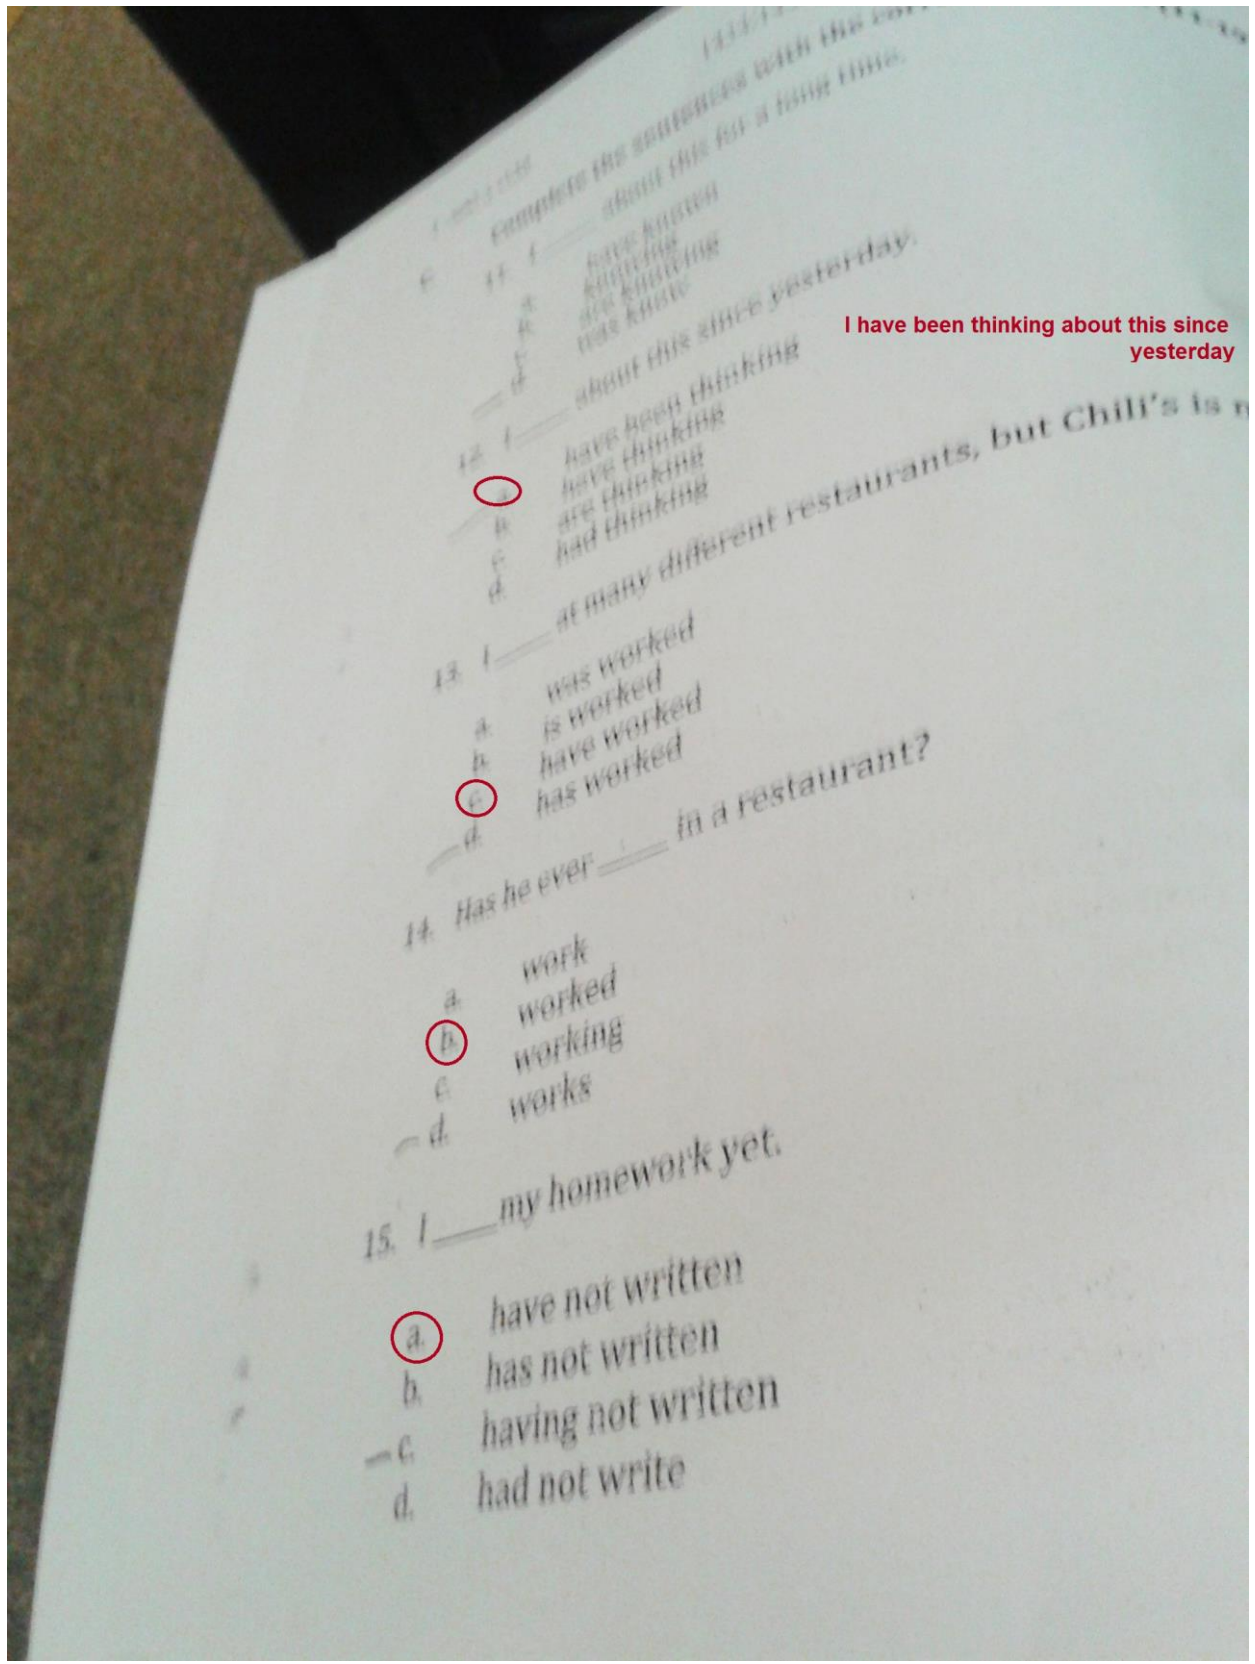 complete the sentences with the
11. I ____ about this for a long time.
a. have known
b. knowing
c. are knowing
d. was know
12. I ____ about this since yesterday.
a. have been thinking
b. have thinking
c. are thinking
d. had thinking
I have been thinking about this since
yesterday
13. I ____ at many different restaurants, but Chili's is
a. was worked
b. is worked
c. have worked
d. has worked
14. Has he ever ____ in a restaurant?
a. work
b. worked
c. working
d. works
15. I ____ my homework yet.
a. have not written
b. has not written
c. having not written
d. had not write